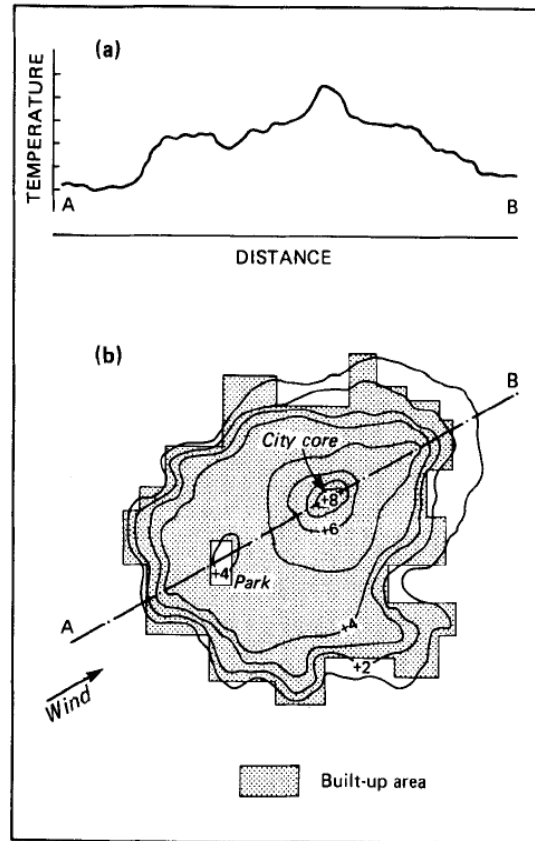 (a)
TEMPERATURE
A
B
DISTANCE
(b)
B
City core
+8
+6
+4
Park
A
+4
+2
Wind
Built-up area